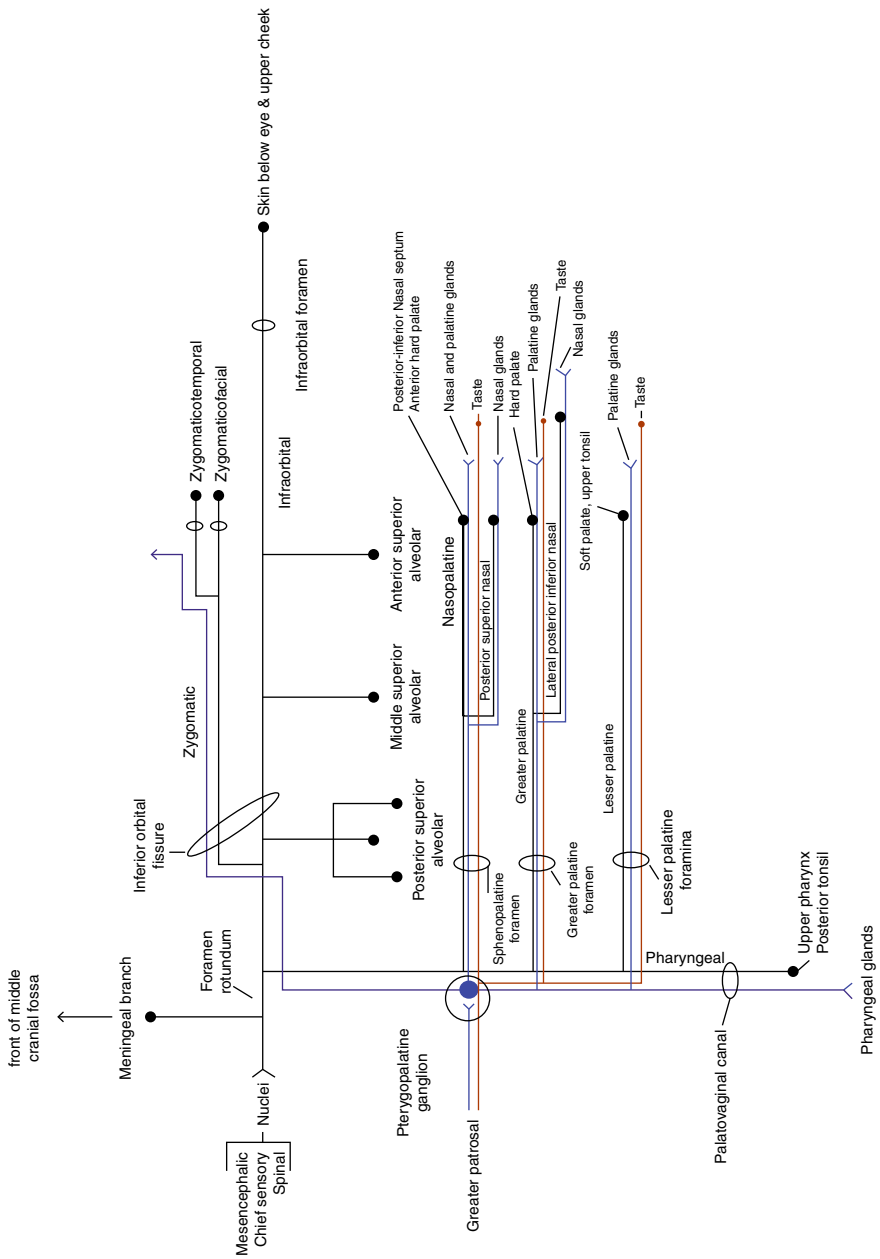 front of middle
cranial fossa
Meningeal branch
Foramen
rotundum
Mesencephalic
Chief sensory
Spinal
Nuclei
Inferior orbital
fissure
Zygomatic
Zygomaticotemporal
Zygomaticofacial
Infraorbital
Infraorbital foramen
Skin below eye & upper cheek
Posterior superior
alveolar
Middle superior
alveolar
Anterior superior
alveolar
Pterygopalatine
ganglion
Greater patrosal
Sphenopalatine
foramen
Nasopalatine
Posterior superior nasal
Posterior-inferior Nasal septum
Anterior hard palate
Nasal and palatine glands
Taste
Nasal glands
Greater palatine
foramen
Greater palatine
Lateral posterior inferior nasal
Hard palate
Palatine glands
Taste
Nasal glands
Lesser palatine
foramina
Lesser palatine
Soft palate, upper tonsil
Palatine glands
Taste
Pharyngeal
Palatovaginal canal
Upper pharynx
Posterior tonsil
Pharyngeal glands